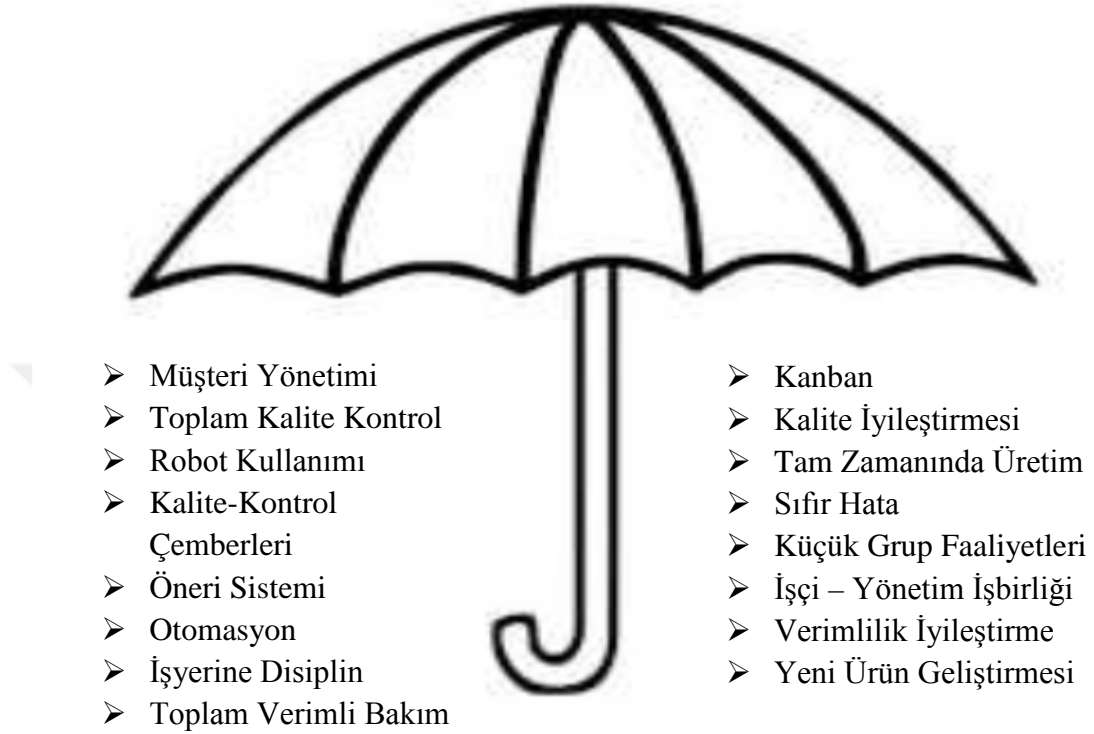 ➢ Müşteri Yönetimi
➢ Toplam Kalite Kontrol
➢ Robot Kullanımı
➢ Kalite-Kontrol
Çemberleri
➢ Öneri Sistemi
➢ Otomasyon
➢ İşyerine Disiplin
➢ Toplam Verimli Bakım
➢ Kanban
➢ Kalite İyileştirmesi
➢ Tam Zamanında Üretim
➢ Sıfır Hata
➢ Küçük Grup Faaliyetleri
➢ İşçi – Yönetim İşbirliği
➢ Verimlilik İyileştirme
➢ Yeni Ürün Geliştirmesi